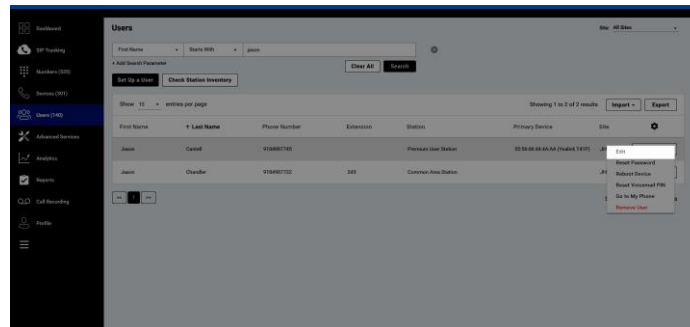 Dashboard
SIP Trunking
Numbers (535)
Devices (301)
Users (140)
Advanced Services
Analytics
Reports
Call Recording
Profile
Users
Site: All Sites
First Name Starts With jason
+ Add Search Parameter
Clear All Search
Set Up a User Check Station Inventory
Show 10 entries per page
Showing 1 to 2 of 2 results Import Export
First Name Last Name Phone Number Extension Station Primary Device Site
Jason Cantell Premium User Station
Jason Chandler Common Area Station
1
Edit
Reset Password
Reboot Device
Reset Voicemail PIN
Go to My Phone
Remove User